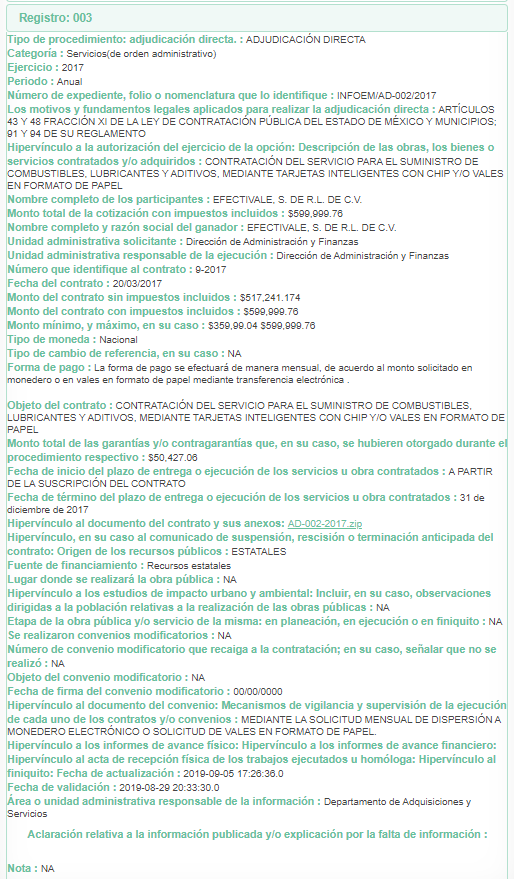 Registro: 003
Tipo de procedimiento: adjudicación directa. : ADJUDICACIÓN DIRECTA
Categoría : Servicios(de orden administrativo)
Ejercicio : 2017
Periodo : Anual
Número de expediente, folio o nomenclatura que lo identifique : INFOEM/AD-002/2017
Los motivos y fundamentos legales aplicados para realizar la adjudicación directa : ARTÍCULOS
43 Y 48 FRACCIÓN XI DE LA LEY DE CONTRATACIÓN PÚBLICA DEL ESTADO DE MÉXICO Y MUNICIPIOS;
91 Y 94 DE SU REGLAMENTO
Hipervínculo a la autorización del ejercicio de la opción: Descripción de las obras, los bienes o
servicios contratados y/o adquiridos : CONTRATACIÓN DEL SERVICIO PARA EL SUMINISTRO DE
COMBUSTIBLES, LUBRICANTES Y ADITIVOS, MEDIANTE TARJETAS INTELIGENTES CON CHIP Y/O VALES
EN FORMATO DE PAPEL
Nombre completo de los participantes : EFECTIVALE, S. DE R.L. DE C.V.
Monto total de la cotización con impuestos incluidos : $599,999.76
Nombre completo y razón social del ganador : EFECTIVALE, S. DE R.L. DE C.V.
Unidad administrativa solicitante : Dirección de Administración y Finanzas
Unidad administrativa responsable de la ejecución : Dirección de Administración y Finanzas
Número que identifique al contrato : 9-2017
Fecha del contrato : 20/03/2017
Monto del contrato sin impuestos incluidos : $517,241.174
Monto del contrato con impuestos incluidos : $599,999.76
Monto mínimo, y máximo, en su caso : $359,99.04 $599,999.76
Tipo de moneda : Nacional
Tipo de cambio de referencia, en su caso : NA
Forma de pago : La forma de pago se efectuará de manera mensual, de acuerdo al monto solicitado en
monedero o en vales en formato de papel mediante transferencia electrónica .
Objeto del contrato : CONTRATACIÓN DEL SERVICIO PARA EL SUMINISTRO DE COMBUSTIBLES,
LUBRICANTES Y ADITIVOS, MEDIANTE TARJETAS INTELIGENTES CON CHIP Y/O VALES EN FORMATO DE
PAPEL
Monto total de las garantías y/o contragarantías que, en su caso, se hubieren otorgado durante el
procedimiento respectivo : $50,427.06
Fecha de inicio del plazo de entrega o ejecución de los servicios u obra contratados : A PARTIR
DE LA SUSCRIPCIÓN DEL CONTRATO
Fecha de término del plazo de entrega o ejecución de los servicios u obra contratados : 31 de
diciembre de 2017
Hipervínculo al documento del contrato y sus anexos: AD-002-2017.zip
Hipervínculo, en su caso al comunicado de suspensión, rescisión o terminación anticipada del
contrato: Origen de los recursos públicos : ESTATALES
Fuente de financiamiento : Recursos estatales
Lugar donde se realizará la obra pública : NA
Hipervínculo a los estudios de impacto urbano y ambiental: Incluir, en su caso, observaciones
dirigidas a la población relativas a la realización de las obras públicas : NA
Etapa de la obra pública y/o servicio de la misma: en planeación, en ejecución o en finiquito : NA
Se realizaron convenios modificatorios : NA
Número de convenio modificatorio que recaiga a la contratación; en su caso, señalar que no se
realizó : NA
Objeto del convenio modificatorio : NA
Fecha de firma del convenio modificatorio : 00/00/0000
Hipervínculo al documento del convenio: Mecanismos de vigilancia y supervisión de la ejecución
de cada uno de los contratos y/o convenios : MEDIANTE LA SOLICITUD MENSUAL DE DISPERSIÓN A
MONEDERO ELECTRÓNICO O SOLICITUD DE VALES EN FORMATO DE PAPEL.
Hipervínculo a los informes de avance físico: Hipervínculo a los informes de avance financiero:
Hipervínculo al acta de recepción física de los trabajos ejecutados u homóloga: Hipervínculo al
finiquito: Fecha de actualización : 2019-09-05 17:26:36.0
Fecha de validación : 2019-08-29 20:33:30.0
Área o unidad administrativa responsable de la información : Departamento de Adquisiciones y
Servicios
Aclaración relativa a la información publicada y/o explicación por la falta de información :
Nota : NA